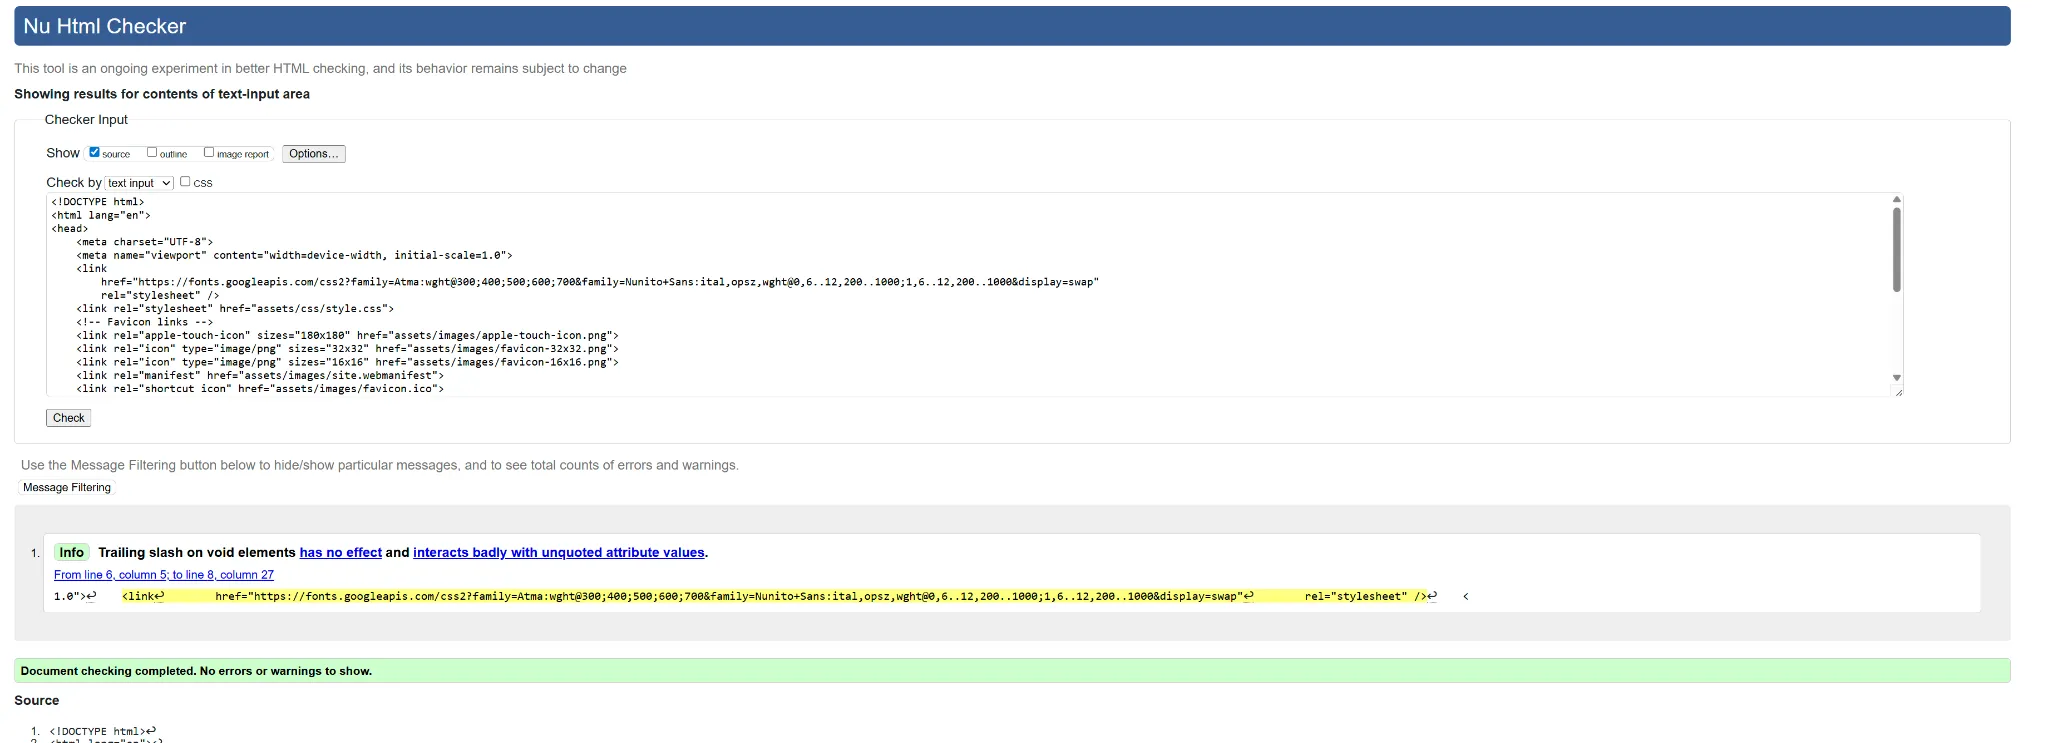 Nu Html Checker
This tool is an ongoing experiment in better HTML checking, and its behavior remains subject to change
Showing results for contents of text-input area
Checker Input
Show source outline image report Options...
Check by text input CSS
<!DOCTYPE html>
<html lang="en">
<head>
    <meta charset="UTF-8">
    <meta name="viewport" content="width=device-width, initial-scale=1.0">
    <link
        href="https://fonts.googleapis.com/css2?family=Atma:wght@300;400;500;600;700&family=Nunito+Sans:ital,opsz,wght@0,6..12,200..1000;1,6..12,200..1000&display=swap"
        rel="stylesheet" />
    <link rel="stylesheet" href="assets/css/style.css">
    <!-- Favicon links -->
    <link rel="apple-touch-icon" sizes="180x180" href="assets/images/apple-touch-icon.png">
    <link rel="icon" type="image/png" sizes="32x32" href="assets/images/favicon-32x32.png">
    <link rel="icon" type="image/png" sizes="16x16" href="assets/images/favicon-16x16.png">
    <link rel="manifest" href="assets/images/site.webmanifest">
    <link rel="shortcut icon" href="assets/images/favicon.ico">
Check
Use the Message Filtering button below to hide/show particular messages, and to see total counts of errors and warnings.
Message Filtering
1. Info Trailing slash on void elements has no effect and interacts badly with unquoted attribute values.
From line 6, column 5; to line 8, column 27
1.0">↩ <link↩ href="https://fonts.googleapis.com/css2?family=Atma:wght@300;400;500;600;700&family=Nunito+Sans:ital,opsz,wght@0,6..12,200..1000;1,6..12,200..1000&display=swap"↩ rel="stylesheet" />↩ <
Document checking completed. No errors or warnings to show.
Source
1. <!DOCTYPE html>↩
2. <html lang="en">↩